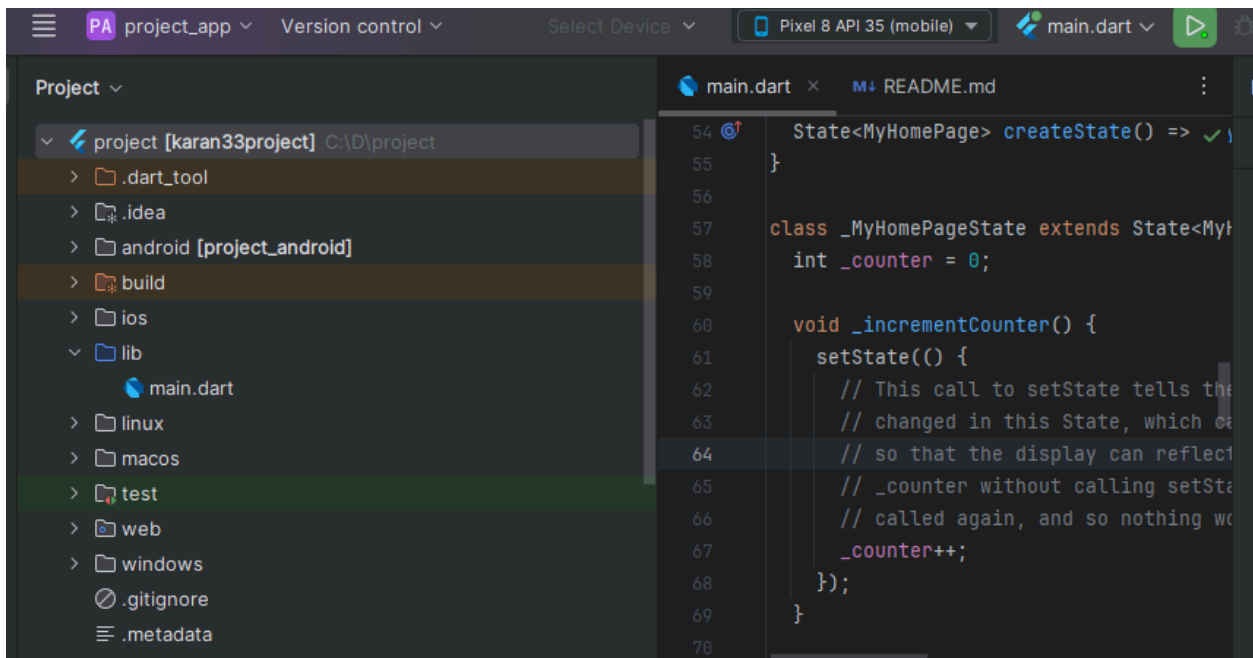 PA project_app Version control Select Device Pixel 8 API 35 (mobile) main.dart
Project
project [karan33project] C:\D\project
.dart_tool
.idea
android [project_android]
build
ios
lib
main.dart
linux
macos
test
web
windows
.gitignore
.metadata
main.dart × M↓ README.md
54 State<MyHomePage> createState() =>
55 }
56
57 class _MyHomePageState extends State<MyH
58 int _counter = 0;
59
60 void _incrementCounter() {
61 setState(() {
62 // This call to setState tells the
63 // changed in this State, which ca
64 // so that the display can reflect
65 // _counter without calling setSta
66 // called again, and so nothing wo
67 _counter++;
68 });
69 }
70